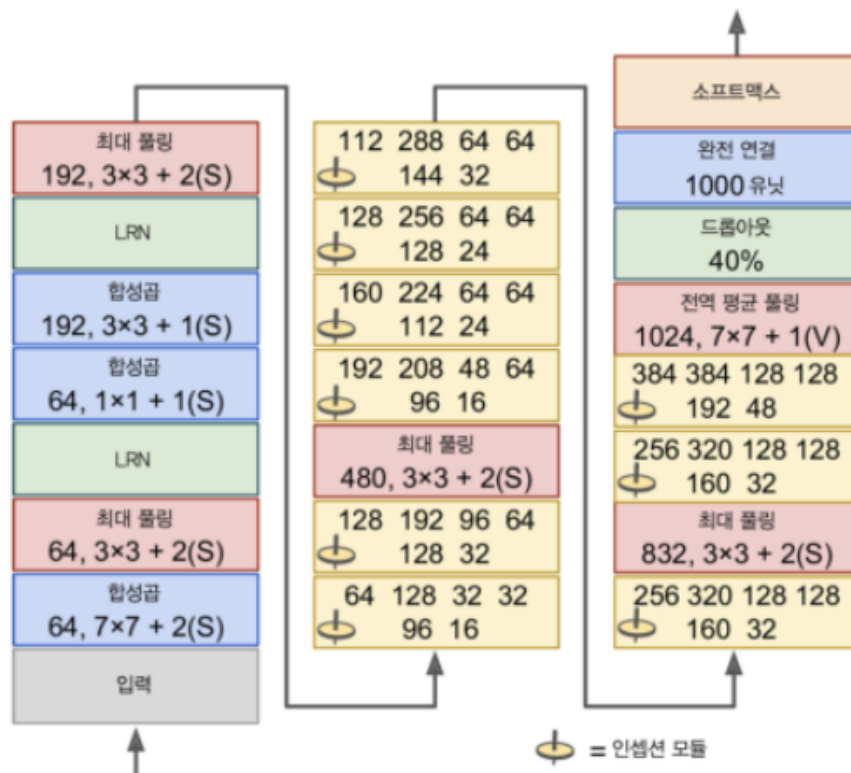 최대 풀링
192, 3×3 + 2(S)
LRN
합성곱
192, 3×3 + 1(S)
합성곱
64, 1×1 + 1(S)
LRN
최대 풀링
64, 3×3 + 2(S)
합성곱
64, 7×7 + 2(S)
입력
112 288 64 64
144 32
128 256 64 64
128 24
160 224 64 64
112 24
192 208 48 64
96 16
최대 풀링
480, 3×3 + 2(S)
128 192 96 64
128 32
64 128 32 32
96 16
소프트맥스
완전 연결
1000 유닛
드롭아웃
40%
전역 평균 풀링
1024, 7×7 + 1(V)
384 384 128 128
192 48
256 320 128 128
160 32
최대 풀링
832, 3×3 + 2(S)
256 320 128 128
160 32
= 인셉션 모듈